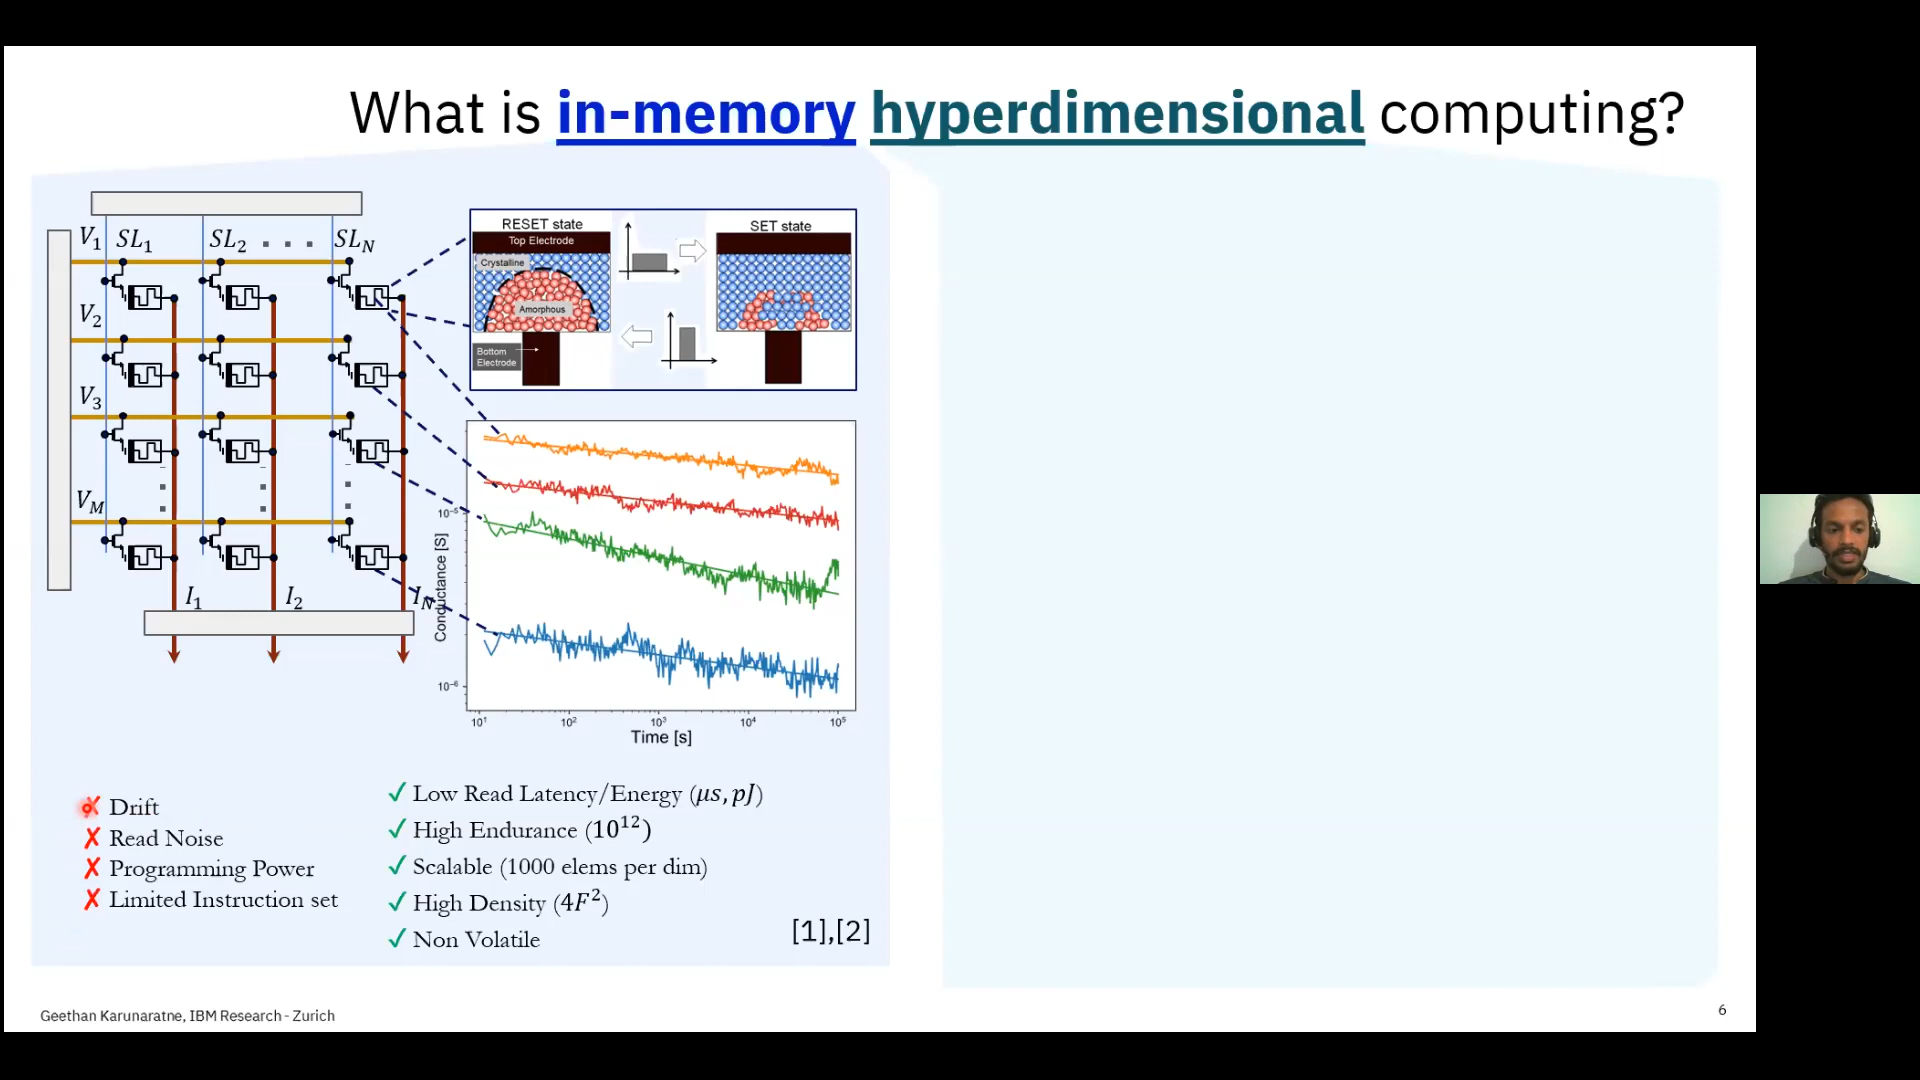 What is in-memory hyperdimensional computing?
V₁ SL₁ SL₂ . . . SL_N
V₂
V₃
V_M
I₁ I₂ I_N
RESET state
Top Electrode
Crystalline
Amorphous
Bottom
Electrode
SET state
Conductance [S]
10⁻⁵
10⁻⁶
10¹ 10² 10³ 10⁴ 10⁵
Time [s]
✗ Drift
✗ Read Noise
✗ Programming Power
✗ Limited Instruction set
✓ Low Read Latency/Energy (μs, pJ)
✓ High Endurance (10¹²)
✓ Scalable (1000 elems per dim)
✓ High Density (4F²)
✓ Non Volatile
[1],[2]
Geethan Karunaratne, IBM Research - Zurich
6